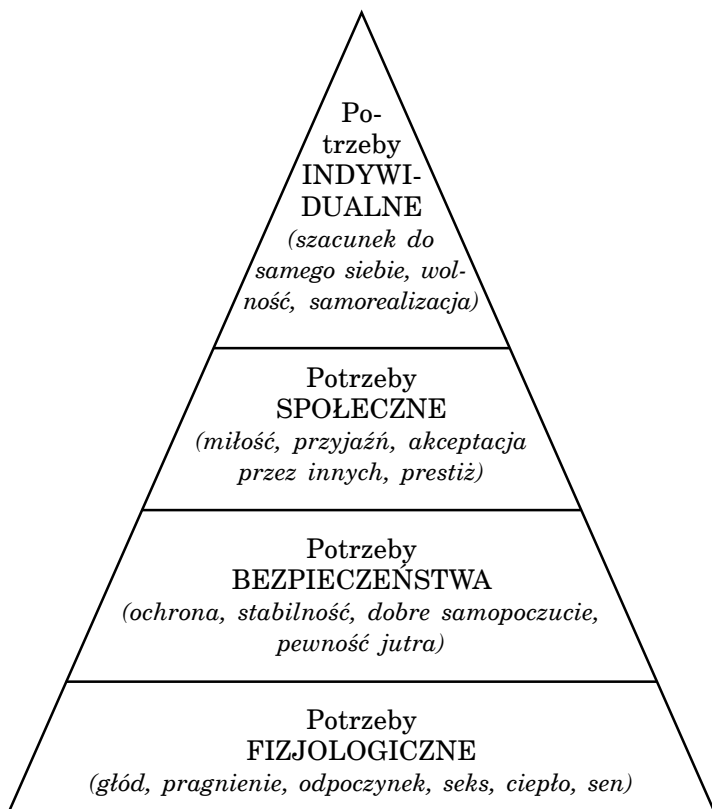 Po-
trzeby
INDYWI-
DUALNE
(szacunek do
samego siebie, wol-
ność, samorealizacja)
Potrzeby
SPOŁECZNE
(miłość, przyjaźń, akceptacja
przez innych, prestiż)
Potrzeby
BEZPIECZEŃSTWA
(ochrona, stabilność, dobre samopoczucie,
pewność jutra)
Potrzeby
FIZJOLOGICZNE
(głód, pragnienie, odpoczynek, seks, ciepło, sen)